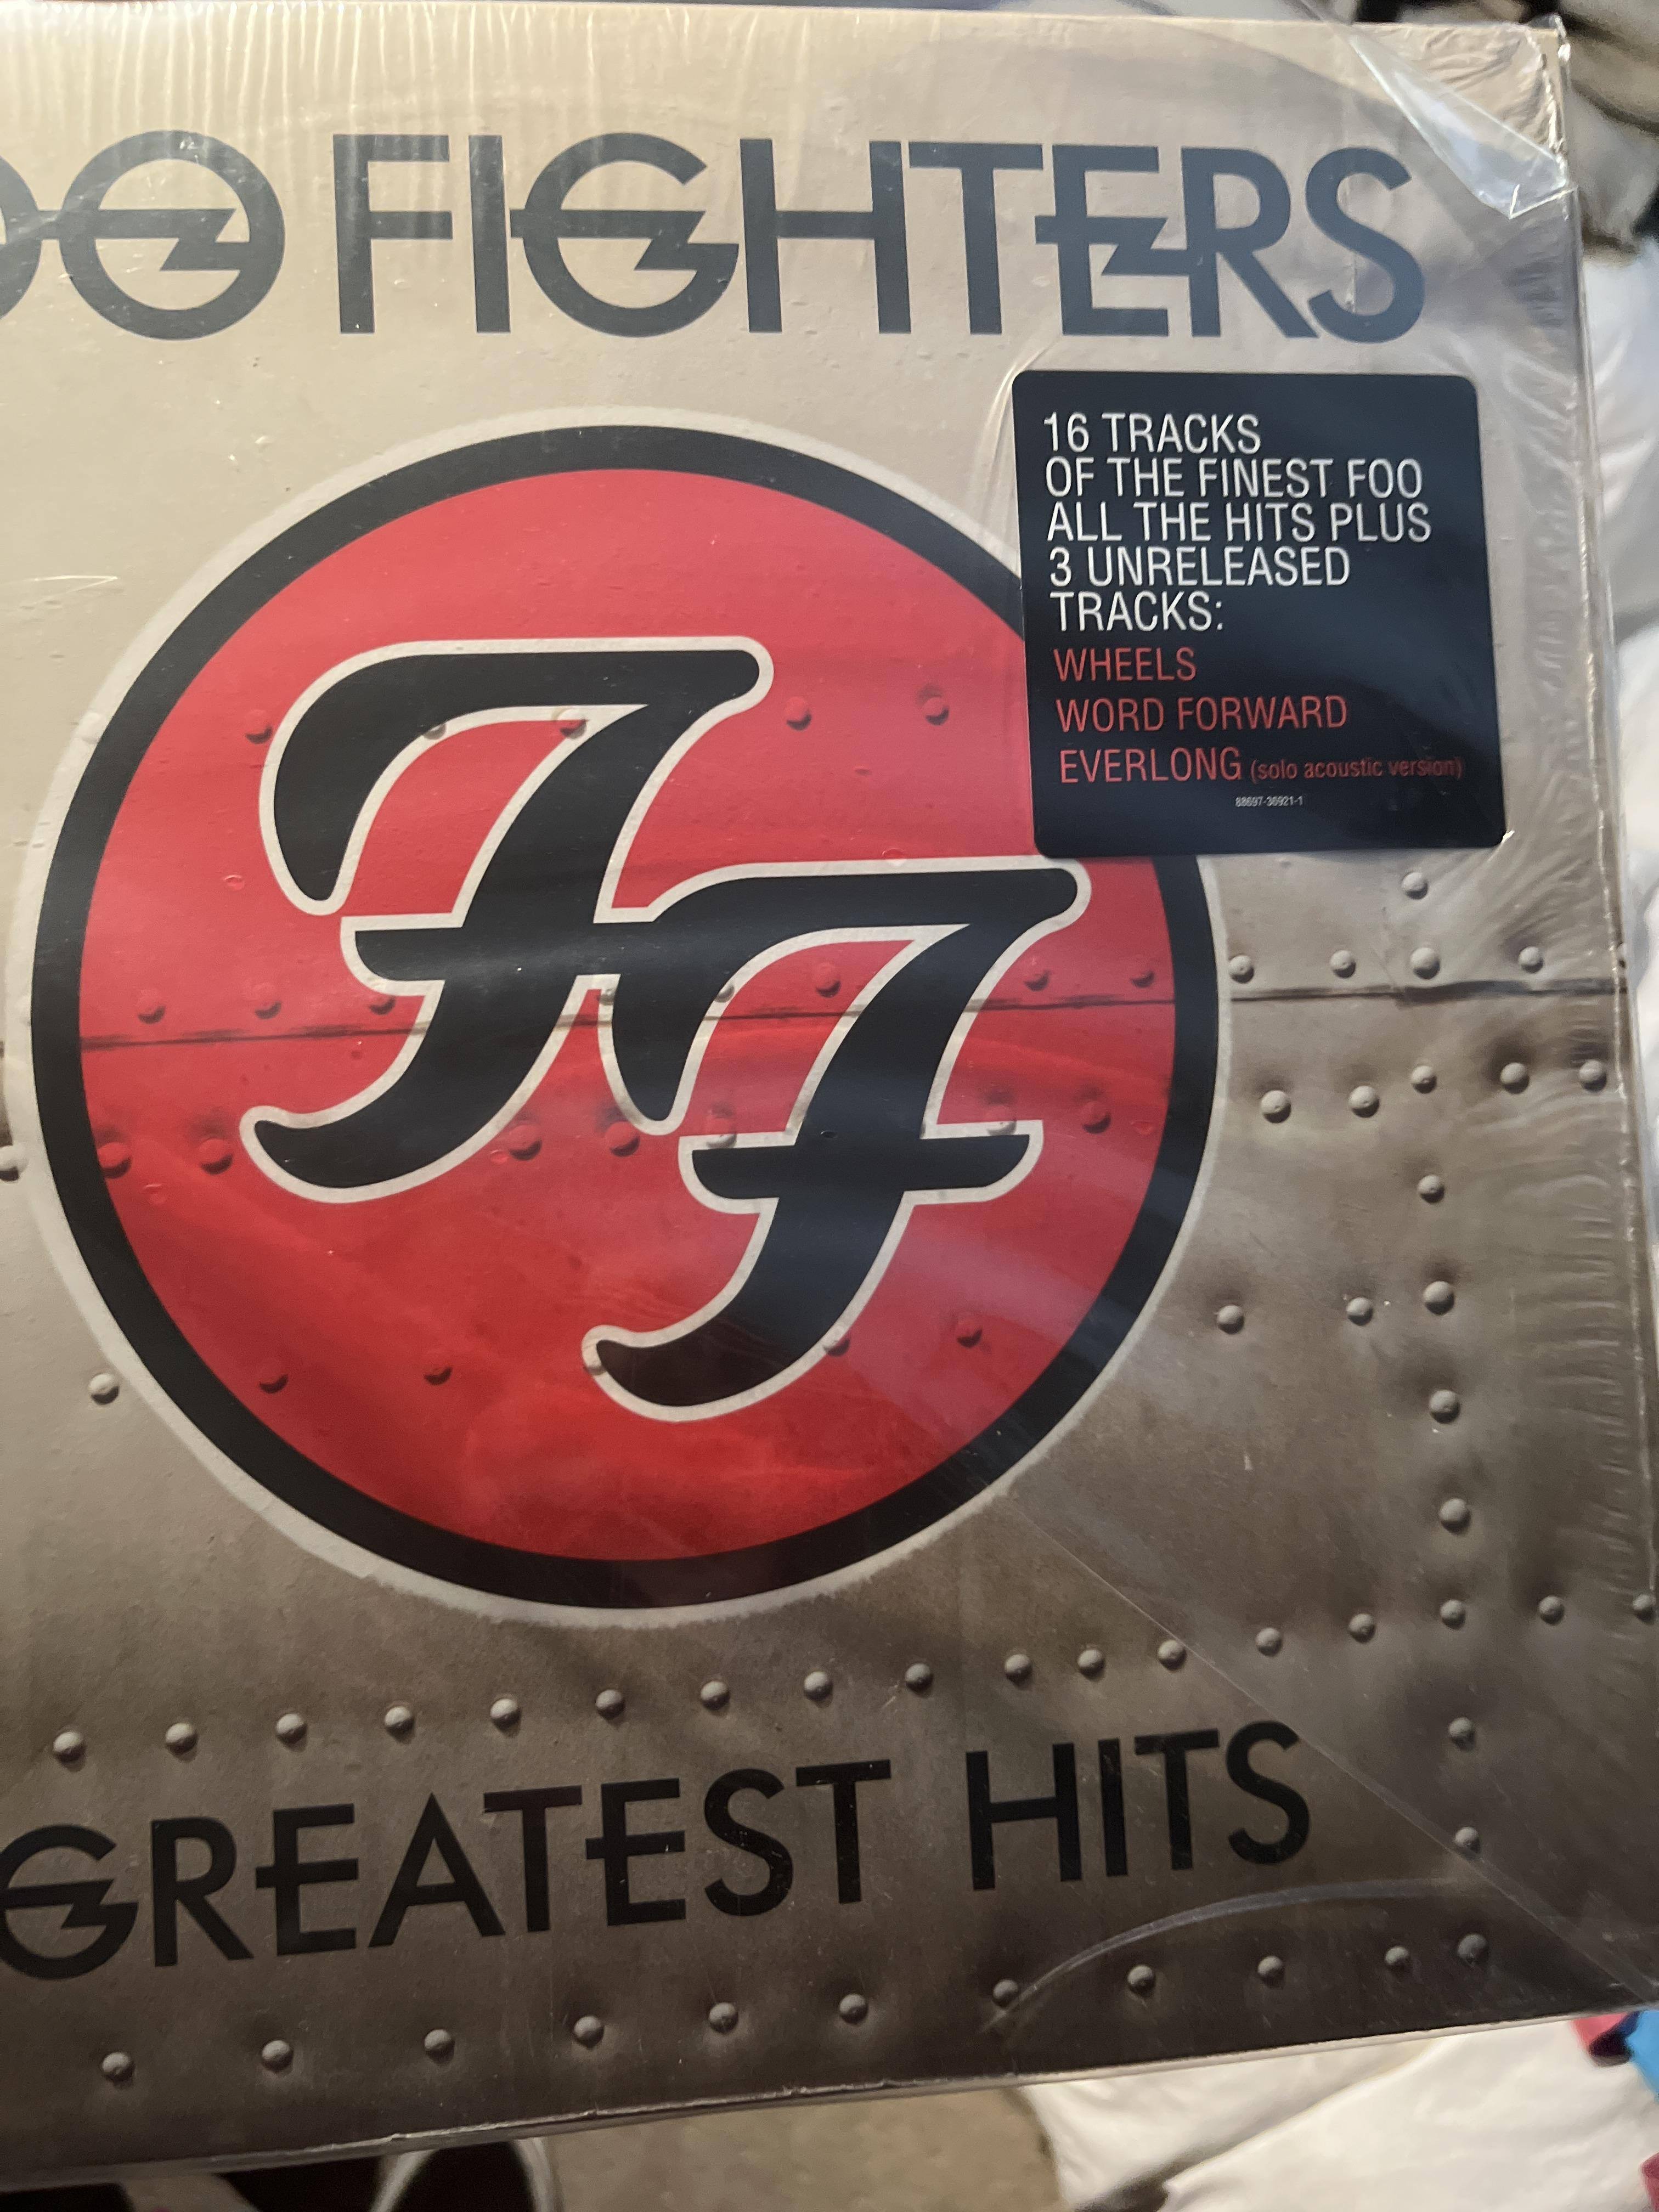 OO FIGHTERS
16 TRACKS
OF THE FINEST FOO
ALL THE HITS PLUS
3 UNRELEASED
TRACKS:
WHEELS
WORD FORWARD
EVERLONG (solo acoustic version)
88697-36921-1
FF
GREATEST HITS